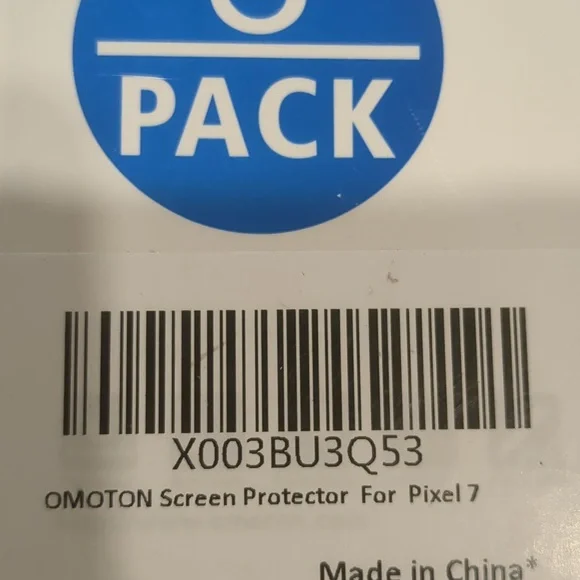 PACK
X003BU3Q53
OMOTON Screen Protector For Pixel 7
Made in China*